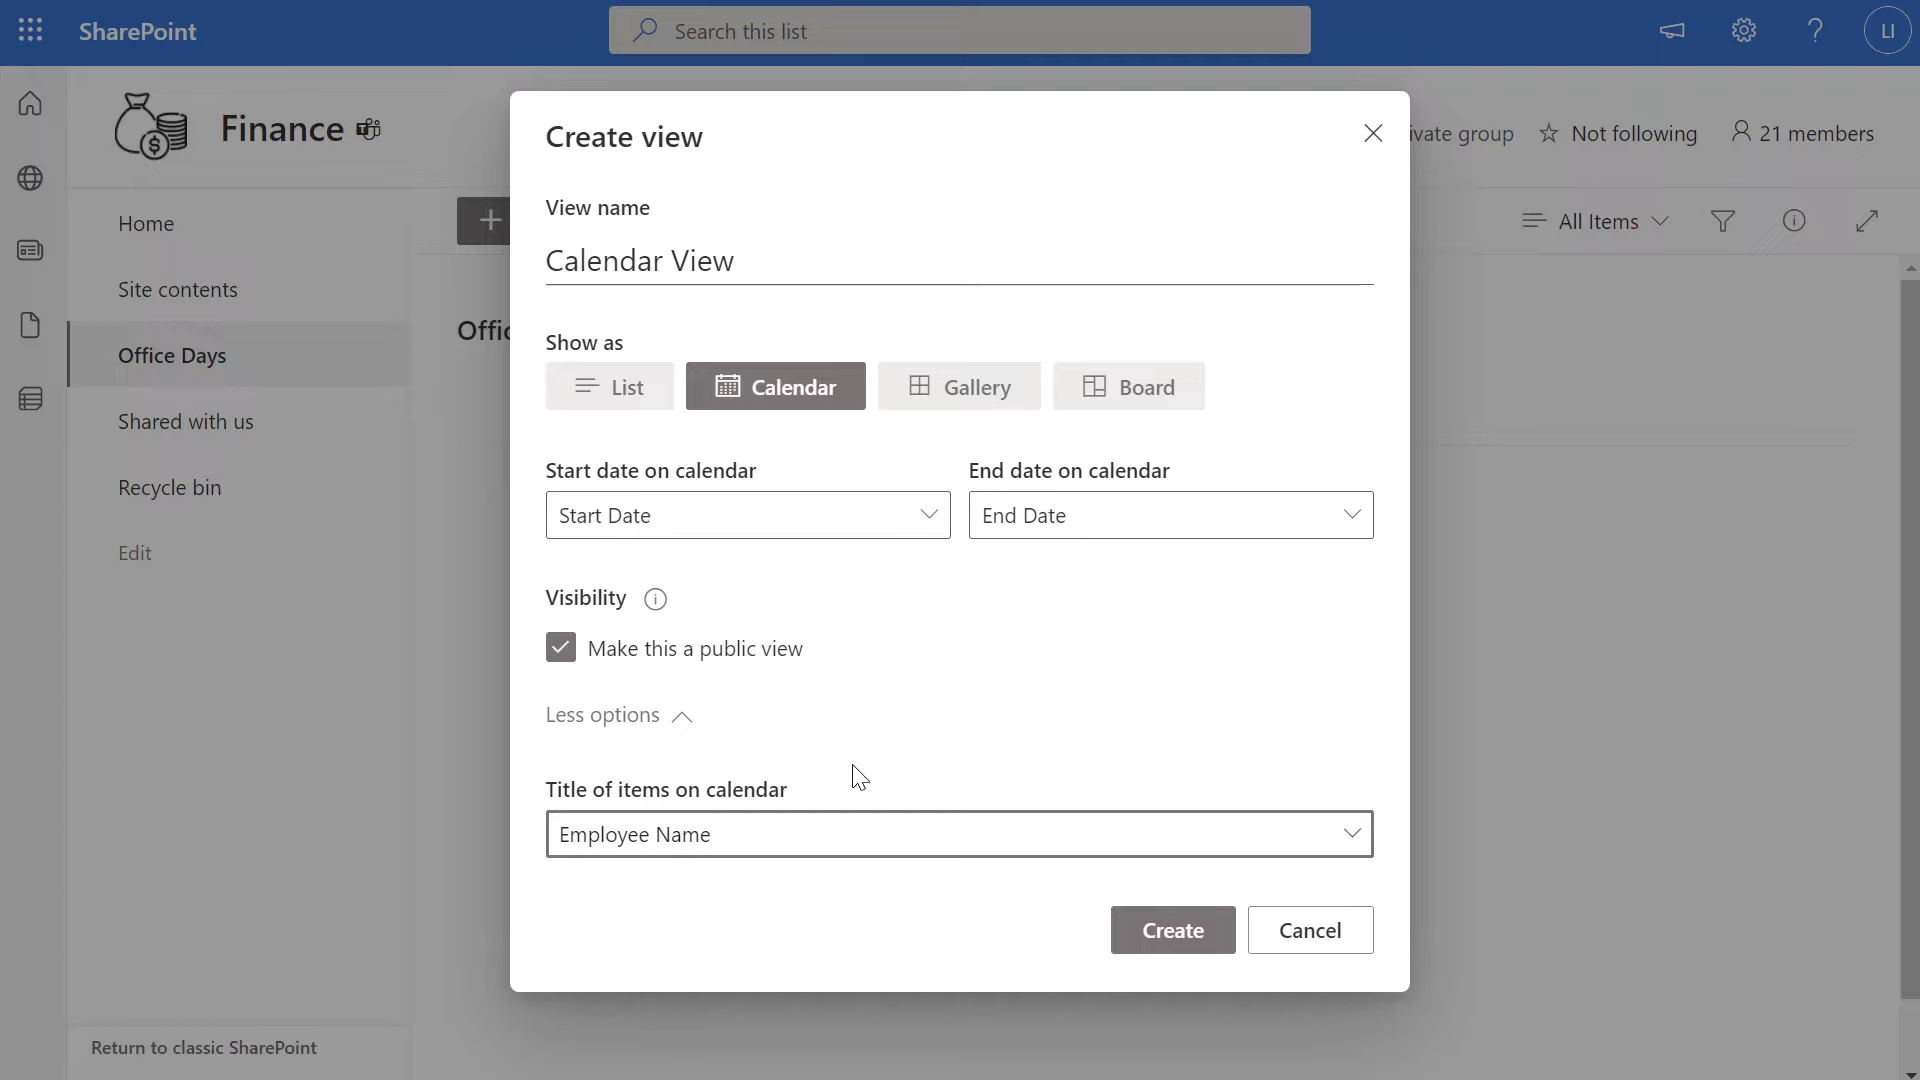 SharePoint
Search this list
LI
Finance
ivate group
Not following
21 members
Home
Site contents
Office Days
Shared with us
Recycle bin
Edit
Return to classic SharePoint
All Items
Offic
Create view
View name
Calendar View
Show as
List
Calendar
Gallery
Board
Start date on calendar
End date on calendar
Start Date
End Date
Visibility
Make this a public view
Less options
Title of items on calendar
Employee Name
Create
Cancel